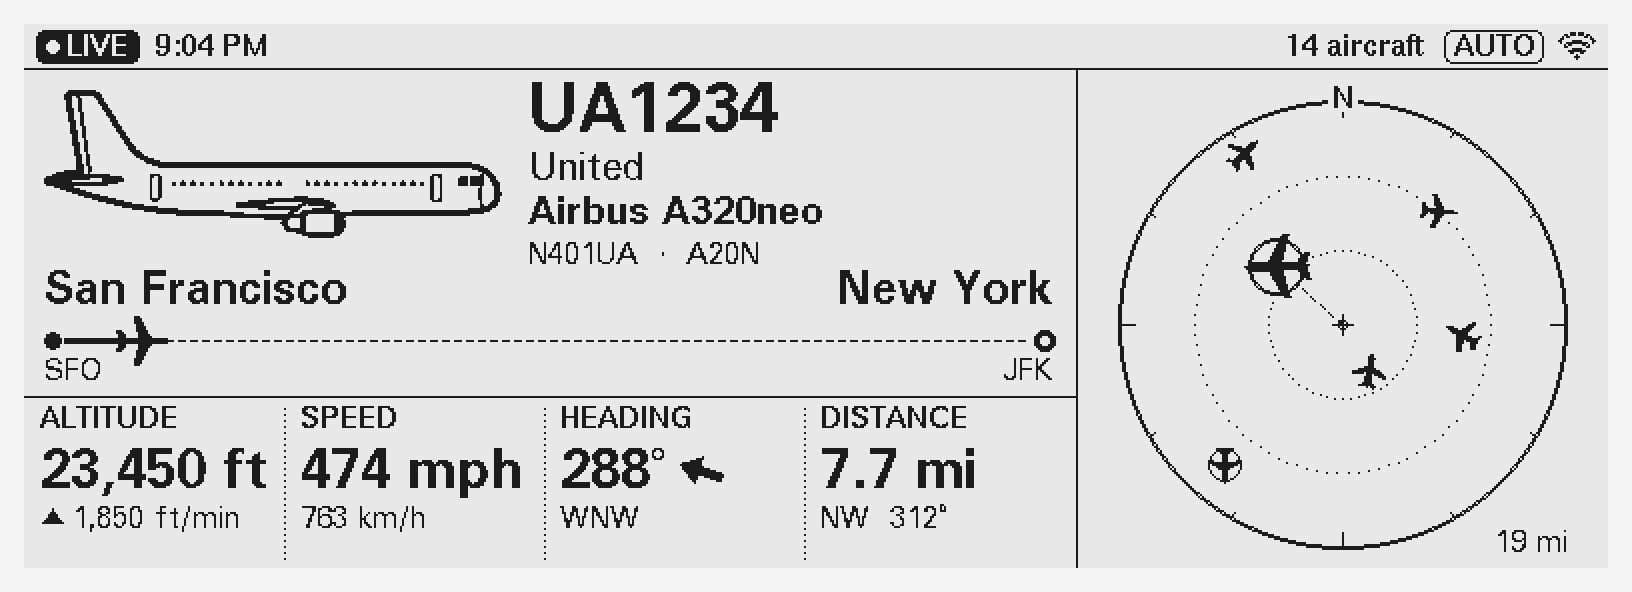 LIVE 9:04 PM
14 aircraft AUTO
UA1234
United
Airbus A320neo
N401UA · A20N
San Francisco
New York
SFO
JFK
ALTITUDE
23,450 ft
▲ 1,850 ft/min
SPEED
474 mph
763 km/h
HEADING
288°
WNW
DISTANCE
7.7 mi
NW 312°
N
19 mi